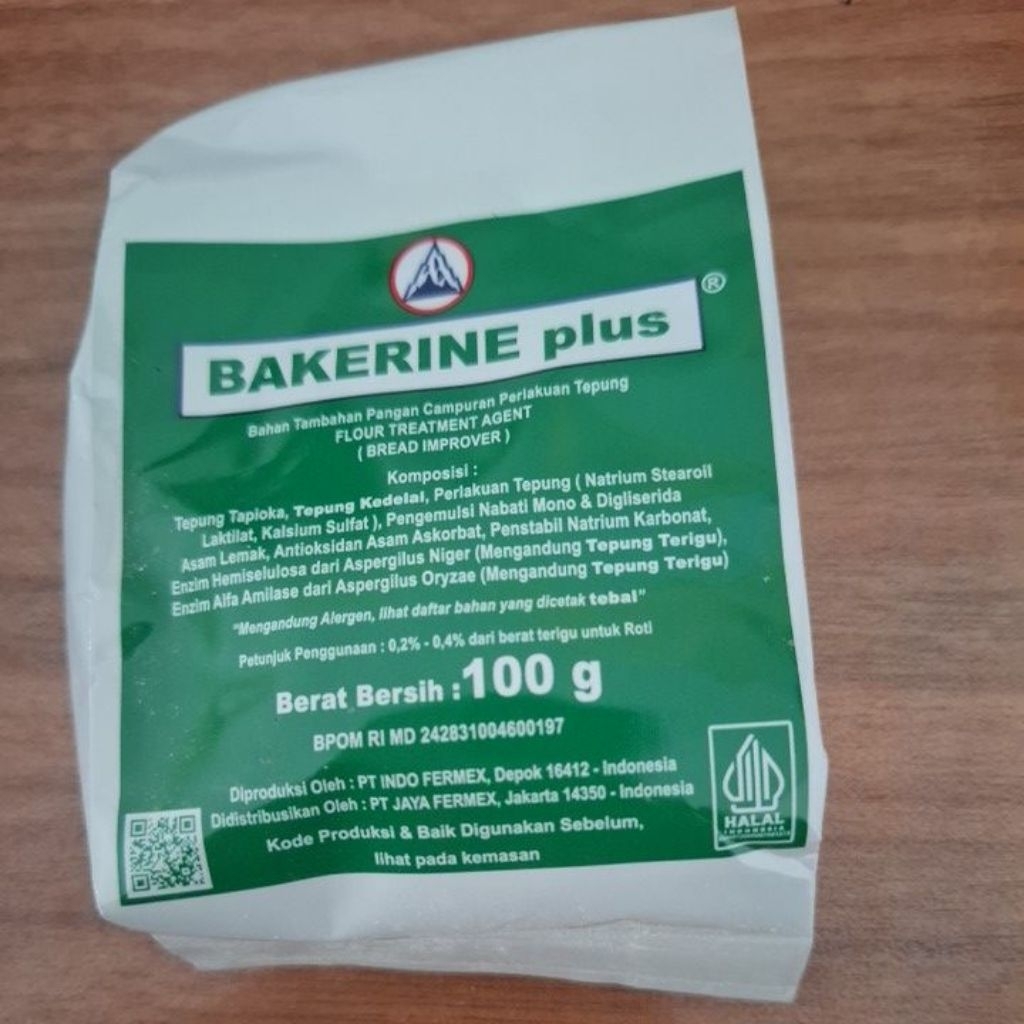 BAKERINE plus ®
Bahan Tambahan Pangan Campuran Perlakuan Tepung
FLOUR TREATMENT AGENT
( BREAD IMPROVER )
Komposisi :
Tepung Tapioka, Tepung Kedelai, Perlakuan Tepung ( Natrium Stearoil
Laktilat, Kalsium Sulfat ), Pengemulsi Nabati Mono & Digliserida
Asam Lemak, Antioksidan Asam Askorbat, Penstabil Natrium Karbonat,
Enzim Hemiselulosa dari Aspergilus Niger (Mengandung Tepung Terigu),
Enzim Alfa Amilase dari Aspergilus Oryzae (Mengandung Tepung Terigu)
"Mengandung Alergen, lihat daftar bahan yang dicetak tebal"
Petunjuk Penggunaan : 0,2% - 0,4% dari berat terigu untuk Roti
Berat Bersih : 100 g
BPOM RI MD 242831004600197
Diproduksi Oleh : PT INDO FERMEX, Depok 16412 - Indonesia
Didistribusikan Oleh : PT JAYA FERMEX, Jakarta 14350 - Indonesia
Kode Produksi & Baik Digunakan Sebelum,
lihat pada kemasan
HALAL
INDONESIA